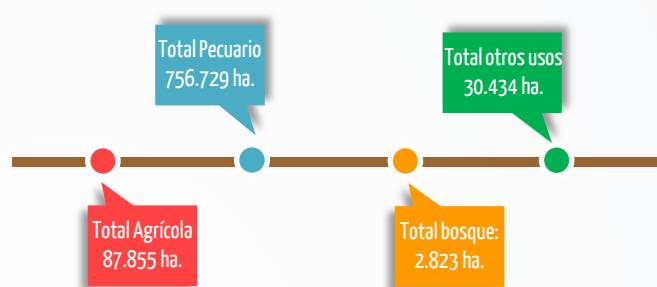 Total Pecuario
756.729 ha.
Total otros usos
30.434 ha.
Total Agrícola
87.855 ha.
Total bosque:
2.823 ha.